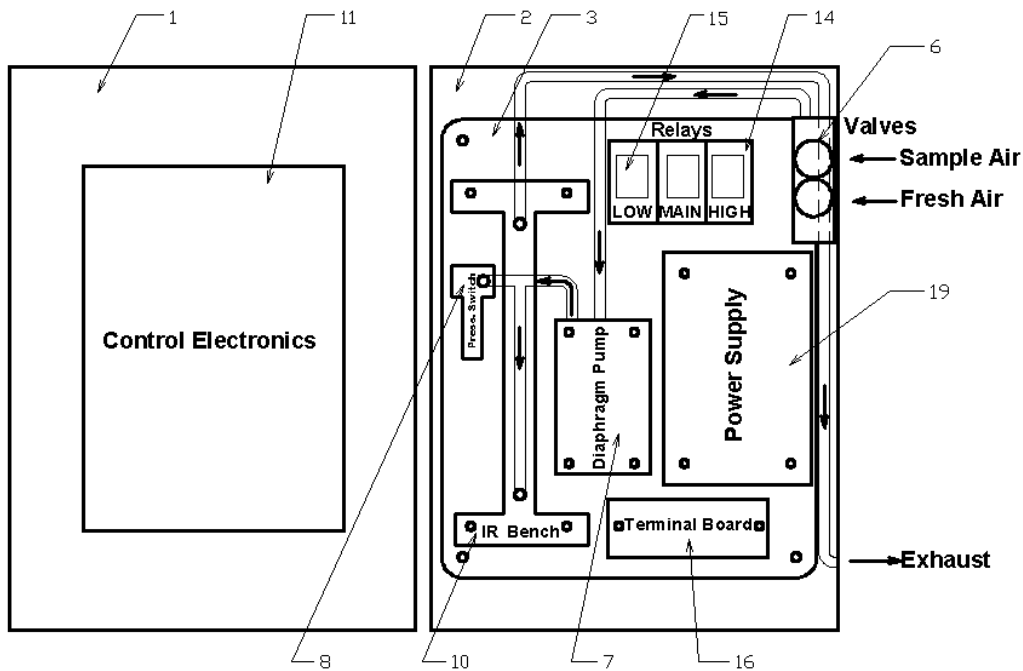 1
11
2
3
15
14
6
Relays
Valves
LOW
MAIN
HIGH
Sample Air
Fresh Air
Press. Switch
19
Control Electronics
Diaphragm Pump
Power Supply
IR Bench
Terminal Board
Exhaust
8
10
7
16